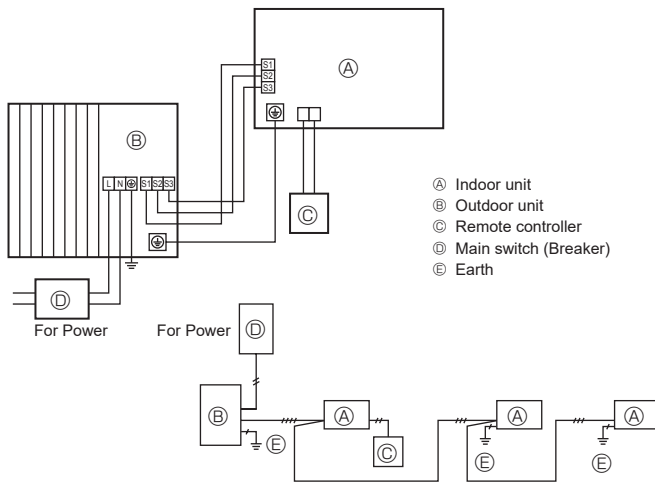 S1
S2
S3
Ⓐ
Ⓑ
L N S1 S2 S3
Ⓒ
Ⓐ Indoor unit
Ⓑ Outdoor unit
Ⓒ Remote controller
Ⓓ Main switch (Breaker)
Ⓔ Earth
Ⓓ
For Power
For Power Ⓓ
Ⓑ Ⓔ Ⓐ Ⓒ Ⓐ Ⓔ Ⓐ Ⓔ